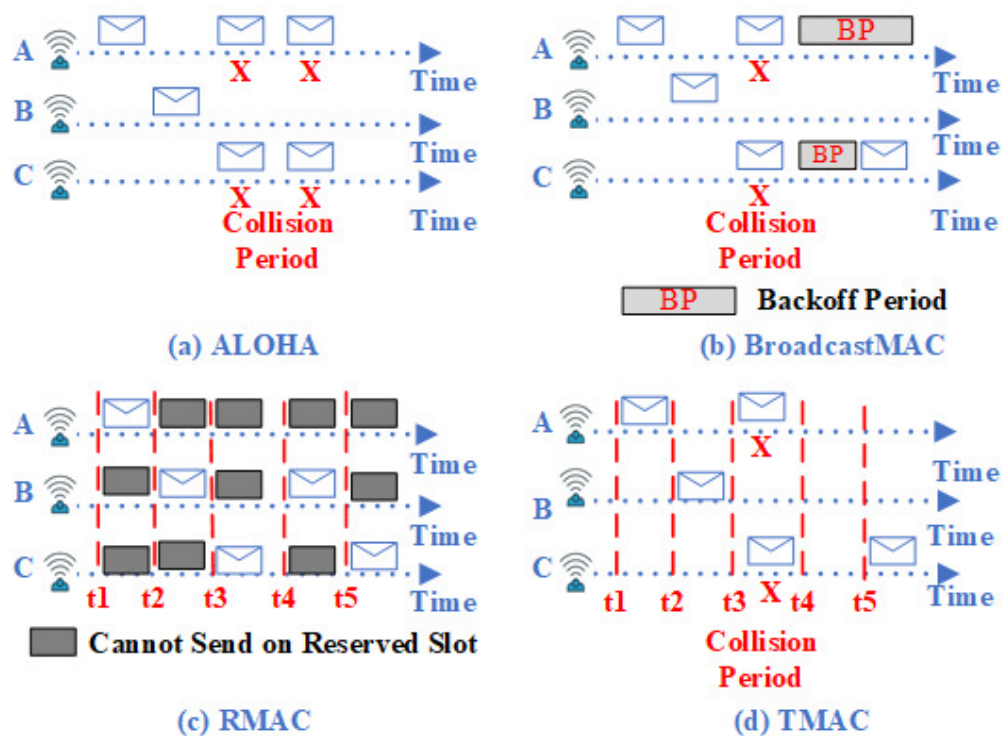 A
X X
Time
B
Time
C
X X
Time
Collision
Period
(a) ALOHA
A
BP
X
Time
B
Time
C
BP
X
Time
Collision
Period
BP Backoff Period
(b) BroadcastMAC
A
Time
B
Time
C
t1 t2 t3 t4 t5
Time
Cannot Send on Reserved Slot
(c) RMAC
A
X
Time
B
Time
C
t1 t2 t3 X t4 t5
Time
Collision
Period
(d) TMAC